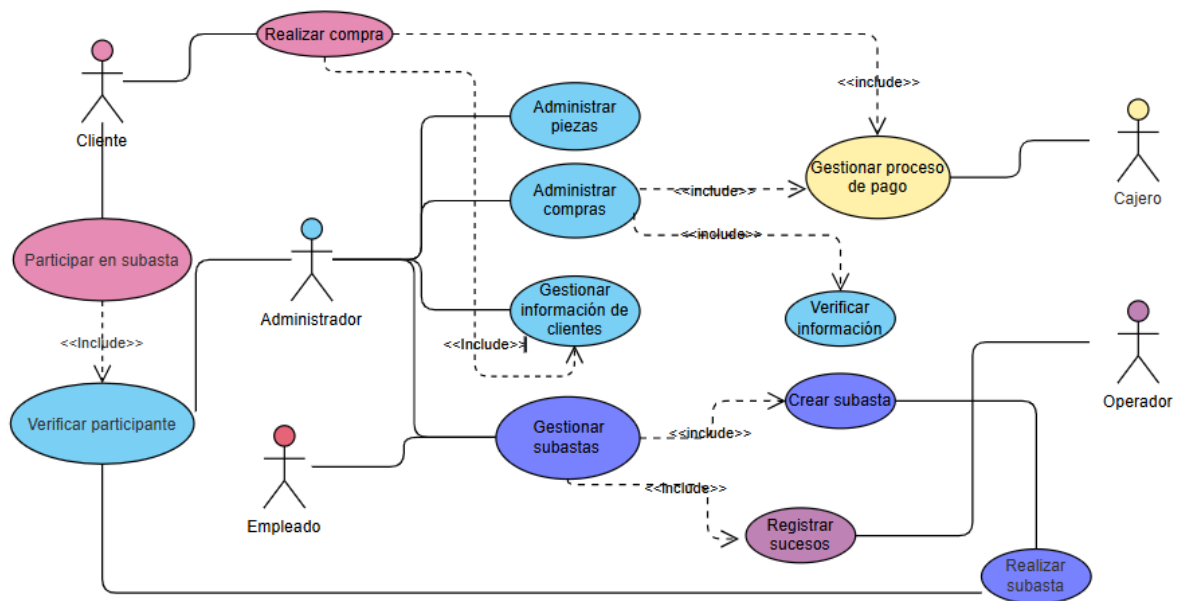 Realizar compra
<<include>>
Cliente
Administrar
piezas
Gestionar proceso
de pago
Cajero
Administrar
compras
<<include>>
<<include>>
Participar en subasta
Administrador
Gestionar
información de
clientes
Verificar
información
<<Include>>
<<Include>>
Verificar participante
Crear subasta
Operador
Gestionar
subastas
<<include>>
Empleado
<<Include>>
Registrar
sucesos
Realizar
subasta